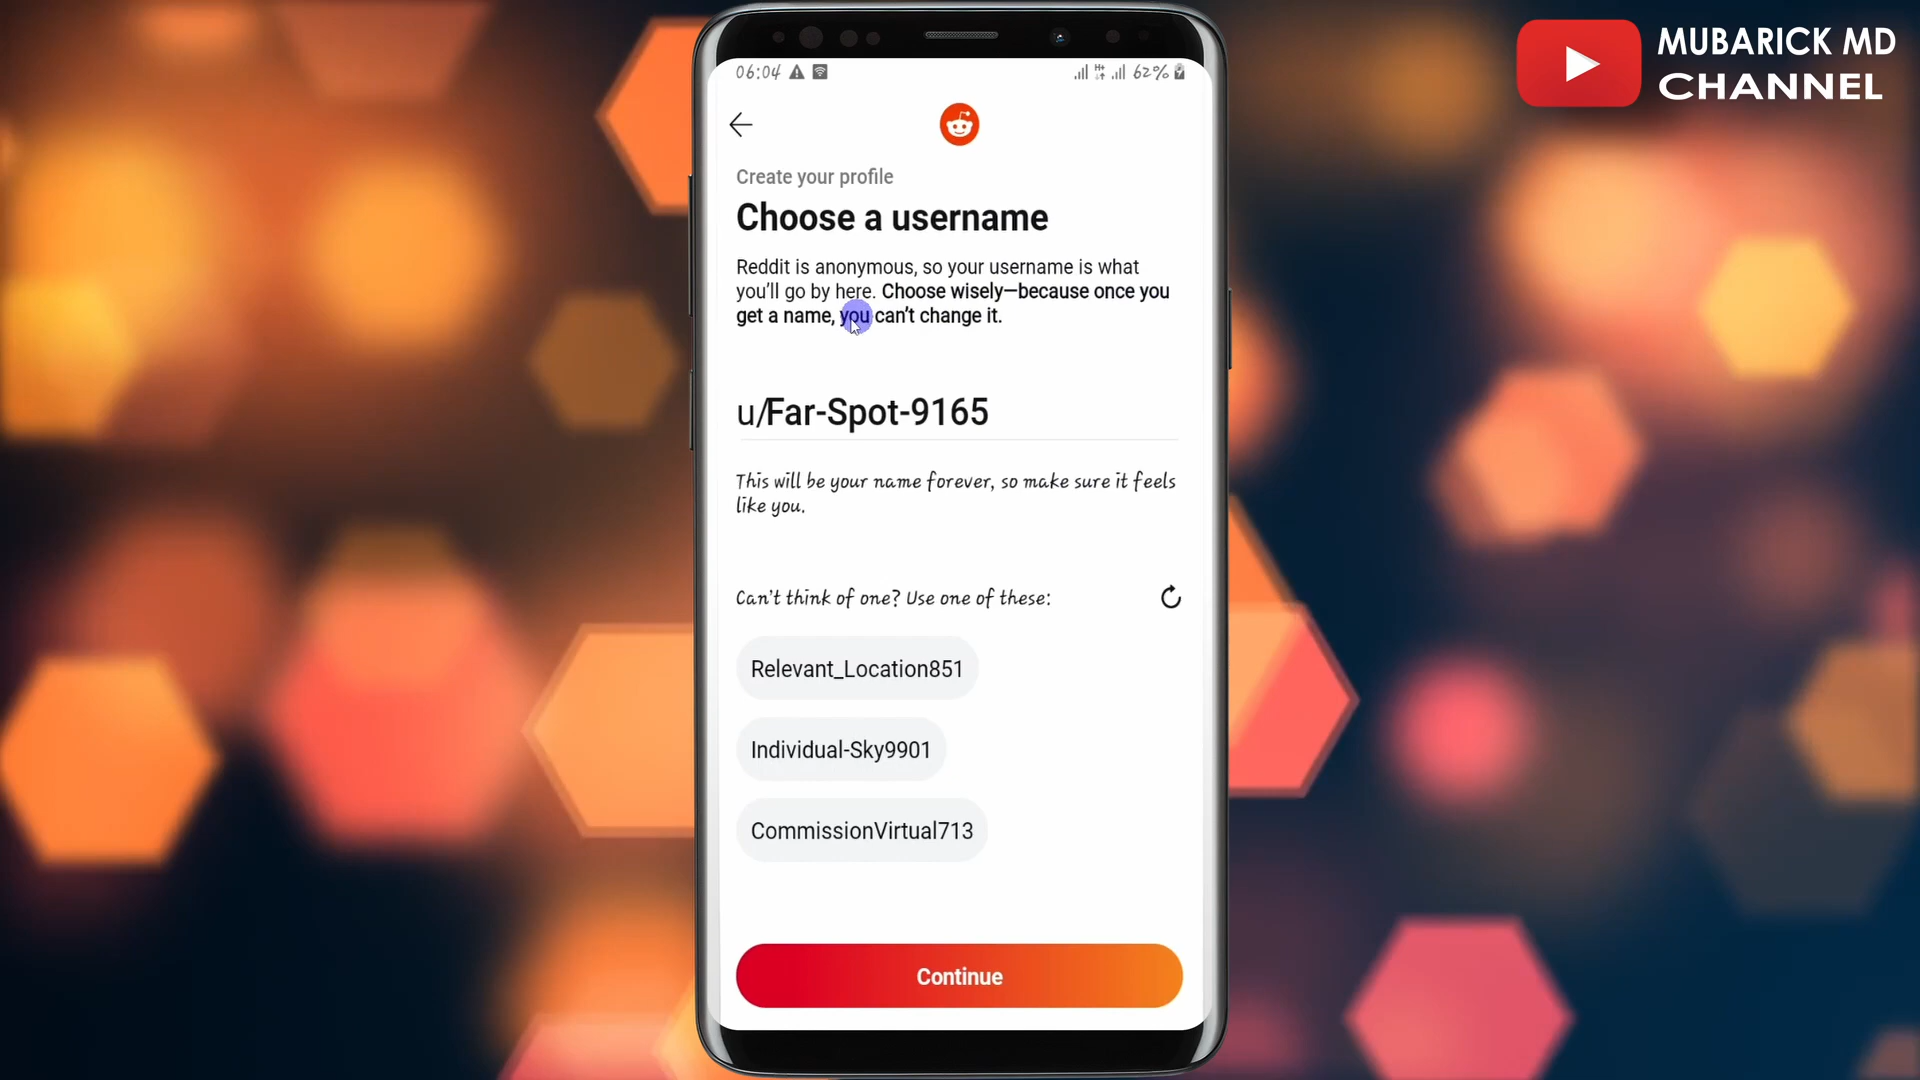 MUBARICK MD
CHANNEL
06:04
62%
Create your profile
Choose a username
Reddit is anonymous, so your username is what
you'll go by here. Choose wisely—because once you
get a name, you can't change it.
u/Far-Spot-9165
This will be your name forever, so make sure it feels
like you.
Can't think of one? Use one of these:
Relevant_Location851
Individual-Sky9901
CommissionVirtual713
Continue